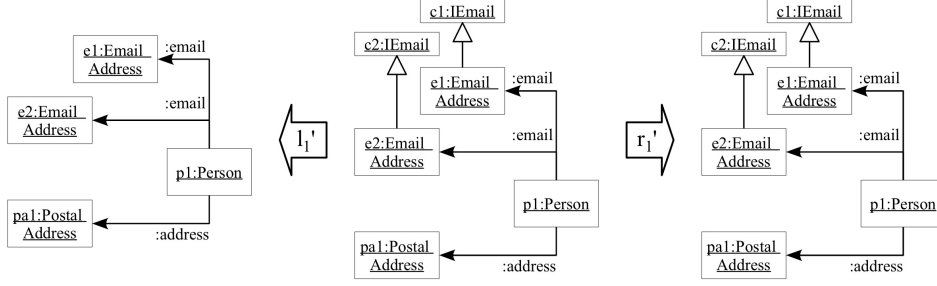 e1:Email
Address
:email
e2:Email
Address
:email
p1:Person
pa1:Postal
Address
:address
l1'
c1:IEmail
c2:IEmail
e1:Email
Address
:email
e2:Email
Address
:email
p1:Person
pa1:Postal
Address
:address
r1'
c1:IEmail
c2:IEmail
e1:Email
Address
:email
e2:Email
Address
:email
p1:Person
pa1:Postal
Address
:address